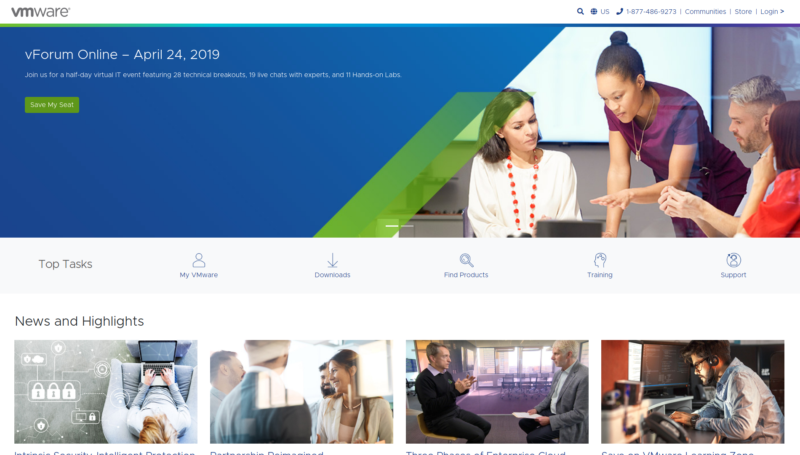 vmware
US
1-877-486-9273 | Communities | Store | Login >
vForum Online – April 24, 2019
Join us for a half-day virtual IT event featuring 28 technical breakouts, 19 live chats with experts, and 11 Hands-on Labs.
Save My Seat
Top Tasks
My VMware
Downloads
Find Products
Training
Support
News and Highlights
Intrinsic Security. Intelligent Protection
Partnership Reimagined
Three Phases of Enterprise Cloud
Save on VMware Learning Zone